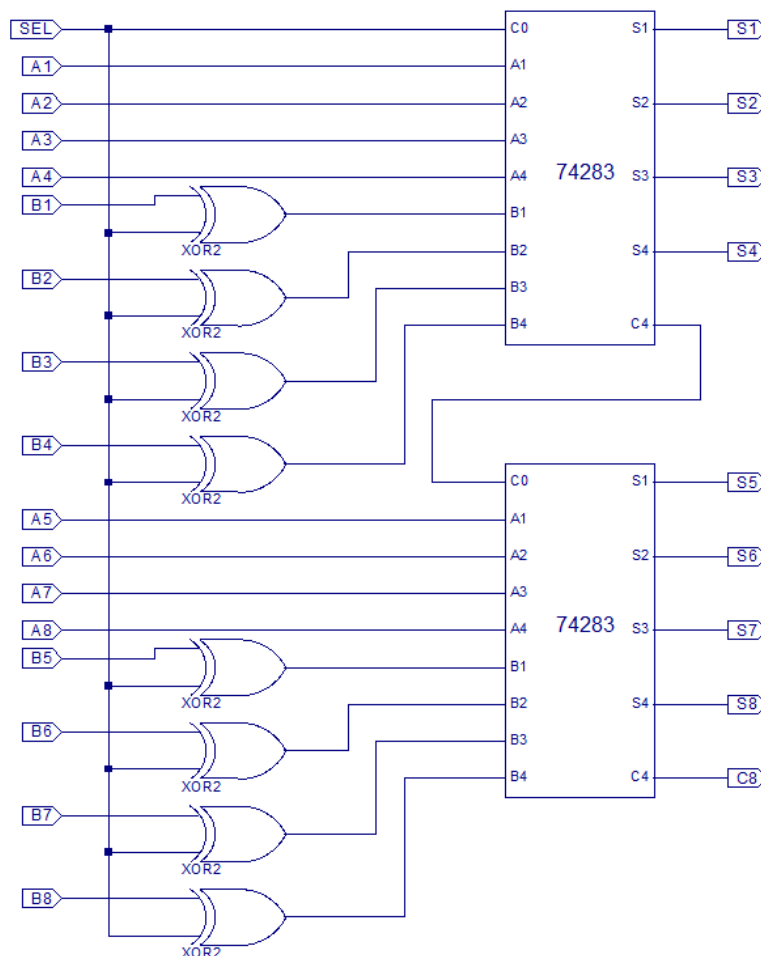 SEL C0 S1 S1
A1 A1
A2 A2 S2 S2
A3 A3
A4 A4 74283 S3 S3
B1 B1
XOR2 B2 S4 S4
B2
B3
XOR2 B4 C4
B3
XOR2
B4
C0 S1 S5
XOR2
A5 A1
A6 A2 S2 S6
A7 A3
A8 A4 74283 S3 S7
B5 B1
XOR2
B6 B2 S4 S8
B3
XOR2 B4 C4 C8
B7
XOR2
B8
XOR2